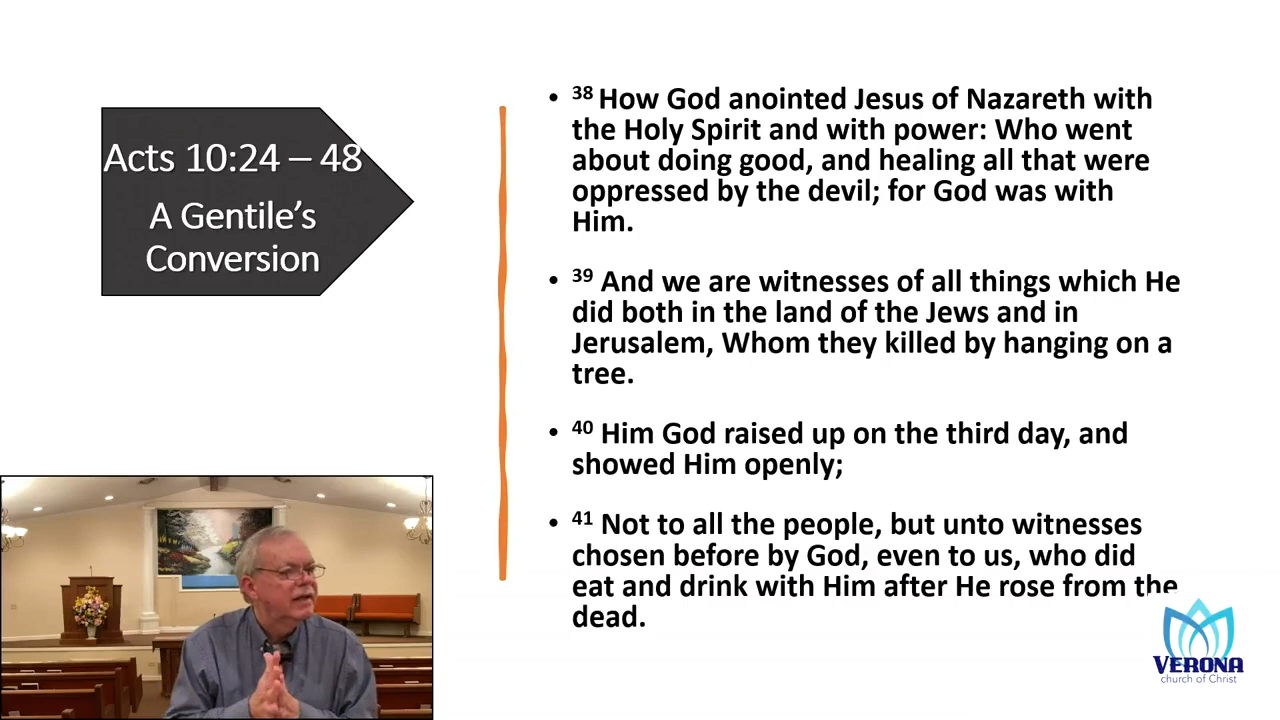 Acts 10:24 – 48
A Gentile’s
Conversion
• 38 How God anointed Jesus of Nazareth with
the Holy Spirit and with power: Who went
about doing good, and healing all that were
oppressed by the devil; for God was with
Him.
• 39 And we are witnesses of all things which He
did both in the land of the Jews and in
Jerusalem, Whom they killed by hanging on a
tree.
• 40 Him God raised up on the third day, and
showed Him openly;
• 41 Not to all the people, but unto witnesses
chosen before by God, even to us, who did
eat and drink with Him after He rose from the
dead.
VERONA
church of Christ